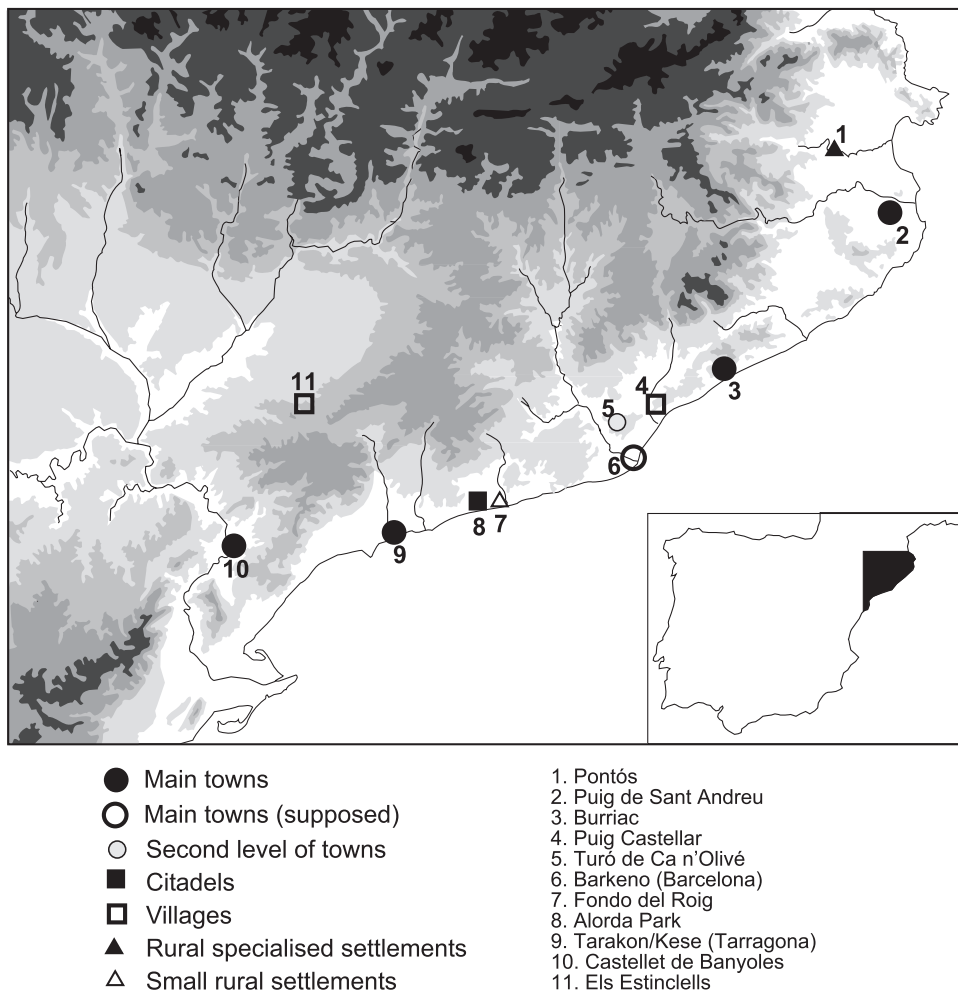 1
2
3
4
5
6
7
8
9
10
11
Main towns
Main towns (supposed)
Second level of towns
Citadels
Villages
Rural specialised settlements
Small rural settlements
1. Pontós
2. Puig de Sant Andreu
3. Burriac
4. Puig Castellar
5. Turó de Ca n'Olivé
6. Barkeno (Barcelona)
7. Fondo del Roig
8. Alorda Park
9. Tarakon/Kese (Tarragona)
10. Castellet de Banyoles
11. Els Estinclells